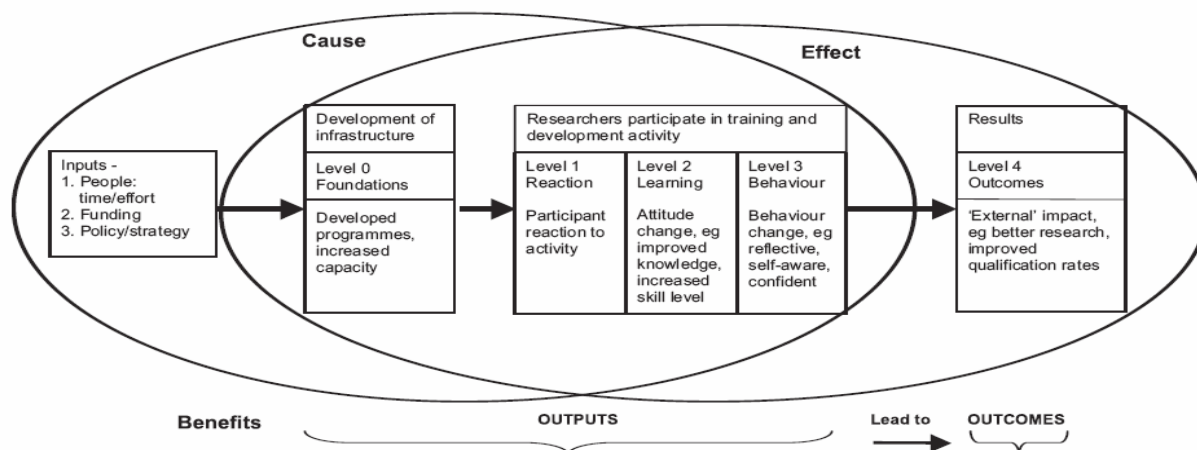 Cause
Effect
Inputs -
1. People:
time/effort
2. Funding
3. Policy/strategy
Development of
infrastructure
Level 0
Foundations
Developed
programmes,
increased
capacity
Researchers participate in training and
development activity
Level 1
Reaction
Participant
reaction to
activity
Level 2
Learning
Attitude
change, eg
improved
knowledge,
increased
skill level
Level 3
Behaviour
Behaviour
change, eg
reflective,
self-aware,
confident
Results
Level 4
Outcomes
‘External’ impact,
eg better research,
improved
qualification rates
Benefits
OUTPUTS
Lead to
OUTCOMES